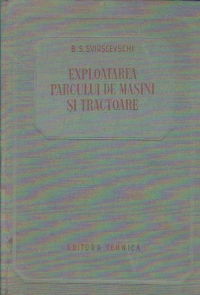 B. S. SVIRSCEVSCHI
EXPLOATAREA
PARCULUI DE MAȘINI
ȘI TRACTOARE
EDITURA TEHNICĂ